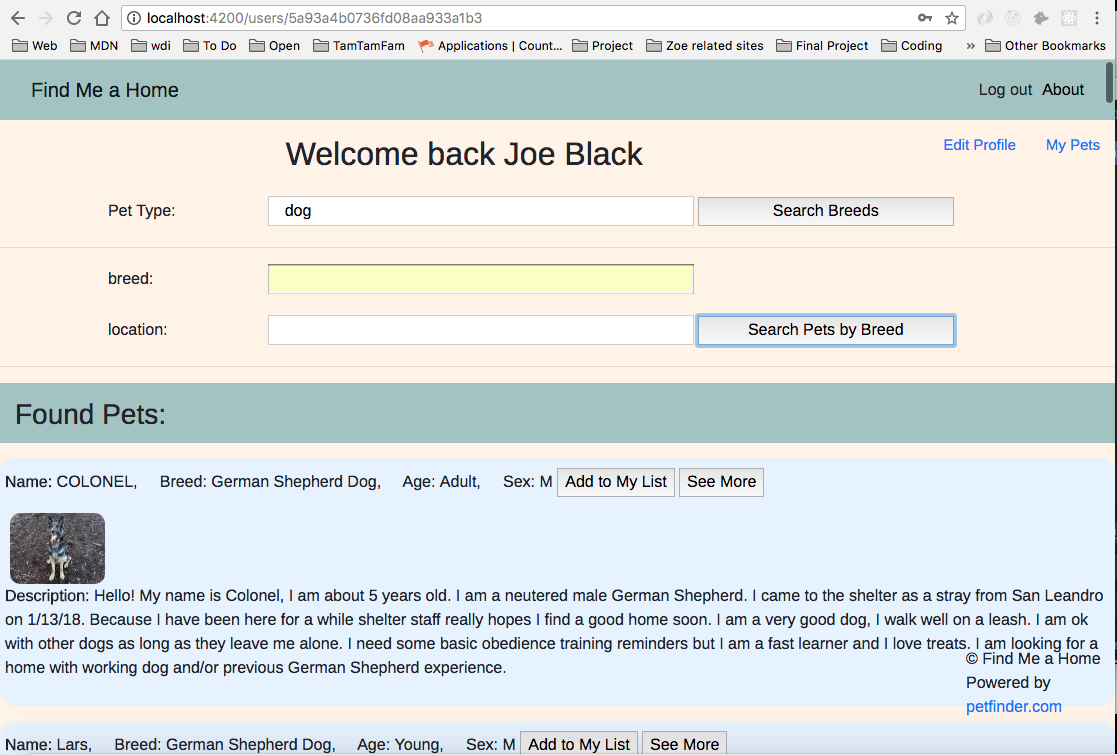 localhost:4200/users/5a93a4b0736fd08aa933a1b3
Web MDN wdi To Do Open TamTamFam Applications | Count... Project Zoe related sites Final Project Coding » Other Bookmarks
Find Me a Home Log out About
Welcome back Joe Black Edit Profile My Pets
Pet Type: dog Search Breeds
breed:
location: Search Pets by Breed
Found Pets:
Name: COLONEL, Breed: German Shepherd Dog, Age: Adult, Sex: M Add to My List See More
Description: Hello! My name is Colonel, I am about 5 years old. I am a neutered male German Shepherd. I came to the shelter as a stray from San Leandro
on 1/13/18. Because I have been here for a while shelter staff really hopes I find a good home soon. I am a very good dog, I walk well on a leash. I am ok
with other dogs as long as they leave me alone. I need some basic obedience training reminders but I am a fast learner and I love treats. I am looking for a
home with working dog and/or previous German Shepherd experience.
© Find Me a Home
Powered by
petfinder.com
Name: Lars, Breed: German Shepherd Dog, Age: Young, Sex: M Add to My List See More